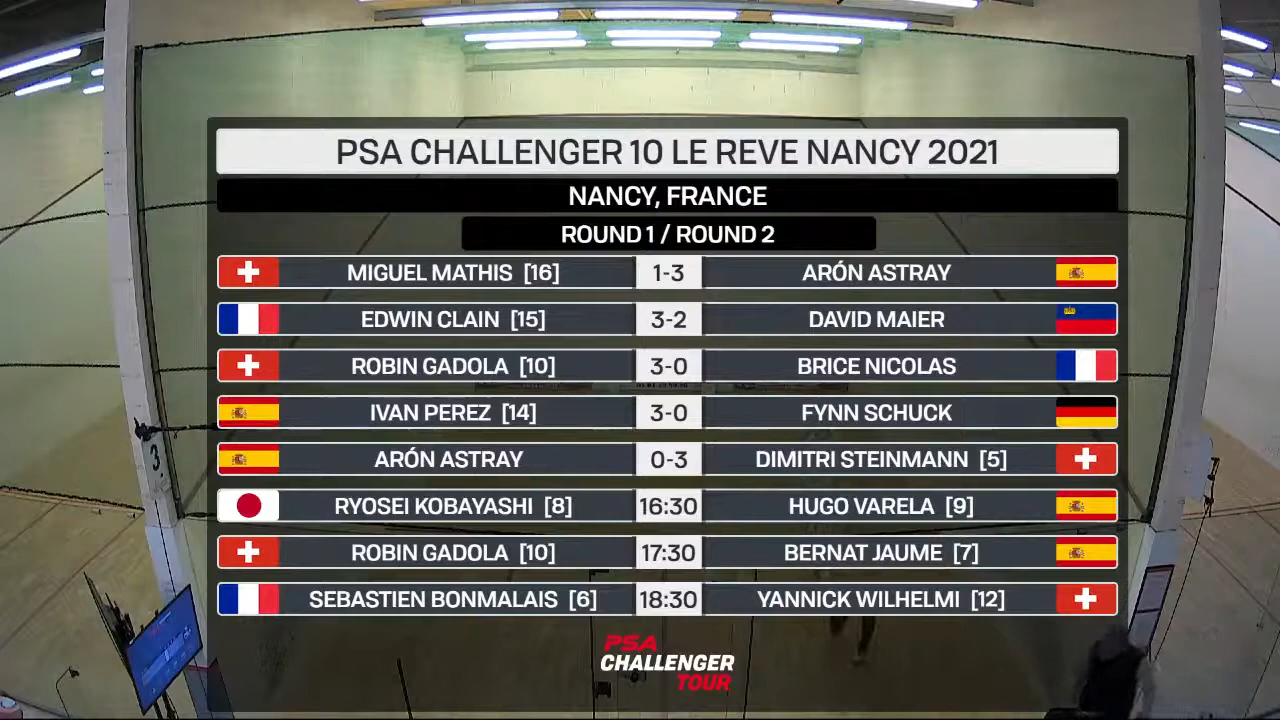 PSA CHALLENGER 10 LE REVE NANCY 2021
NANCY, FRANCE
ROUND 1 / ROUND 2
MIGUEL MATHIS [16] 1-3 ARÓN ASTRAY
EDWIN CLAIN [15] 3-2 DAVID MAIER
ROBIN GADOLA [10] 3-0 BRICE NICOLAS
IVAN PEREZ [14] 3-0 FYNN SCHUCK
ARÓN ASTRAY 0-3 DIMITRI STEINMANN [5]
RYOSEI KOBAYASHI [8] 16:30 HUGO VARELA [9]
ROBIN GADOLA [10] 17:30 BERNAT JAUME [7]
SEBASTIEN BONMALAIS [6] 18:30 YANNICK WILHELMI [12]
PSA
CHALLENGER
TOUR
3